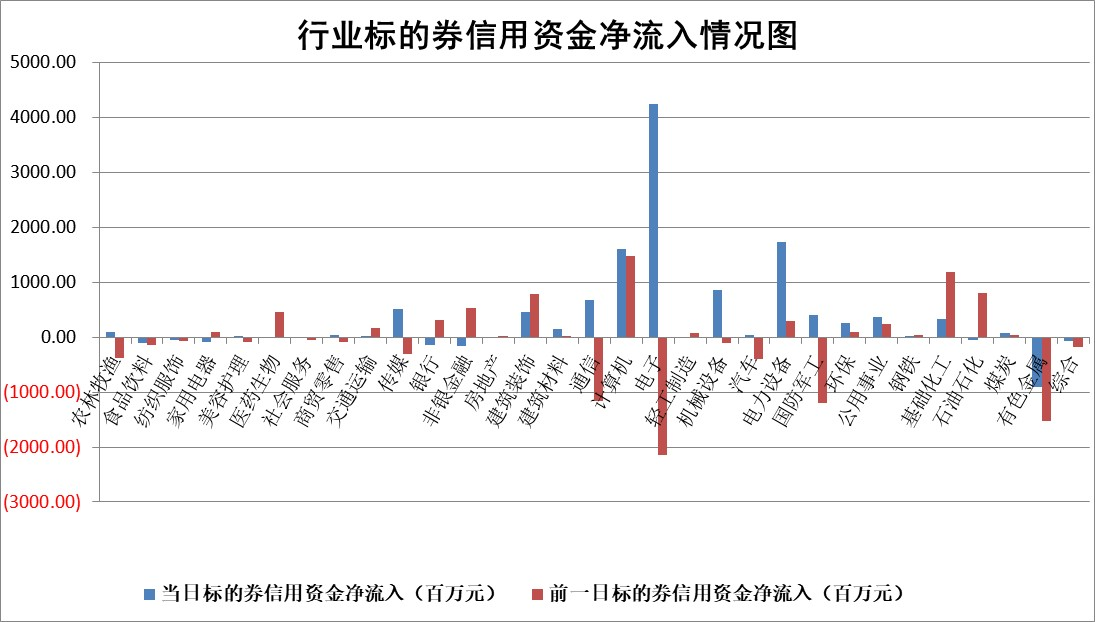 行业标的券信用资金净流入情况图
5000.00
4000.00
3000.00
2000.00
1000.00
0.00
(1000.00)
(2000.00)
(3000.00)
农林牧渔
食品饮料
纺织服饰
家用电器
美容护理
医药生物
社会服务
商贸零售
交通运输
传媒
银行
非银金融
房地产
建筑装饰
建筑材料
通信
计算机
电子
轻工制造
机械设备
汽车
电力设备
国防军工
环保
公用事业
钢铁
基础化工
石油石化
煤炭
有色金属
综合
当日标的券信用资金净流入（百万元）
前一日标的券信用资金净流入（百万元）